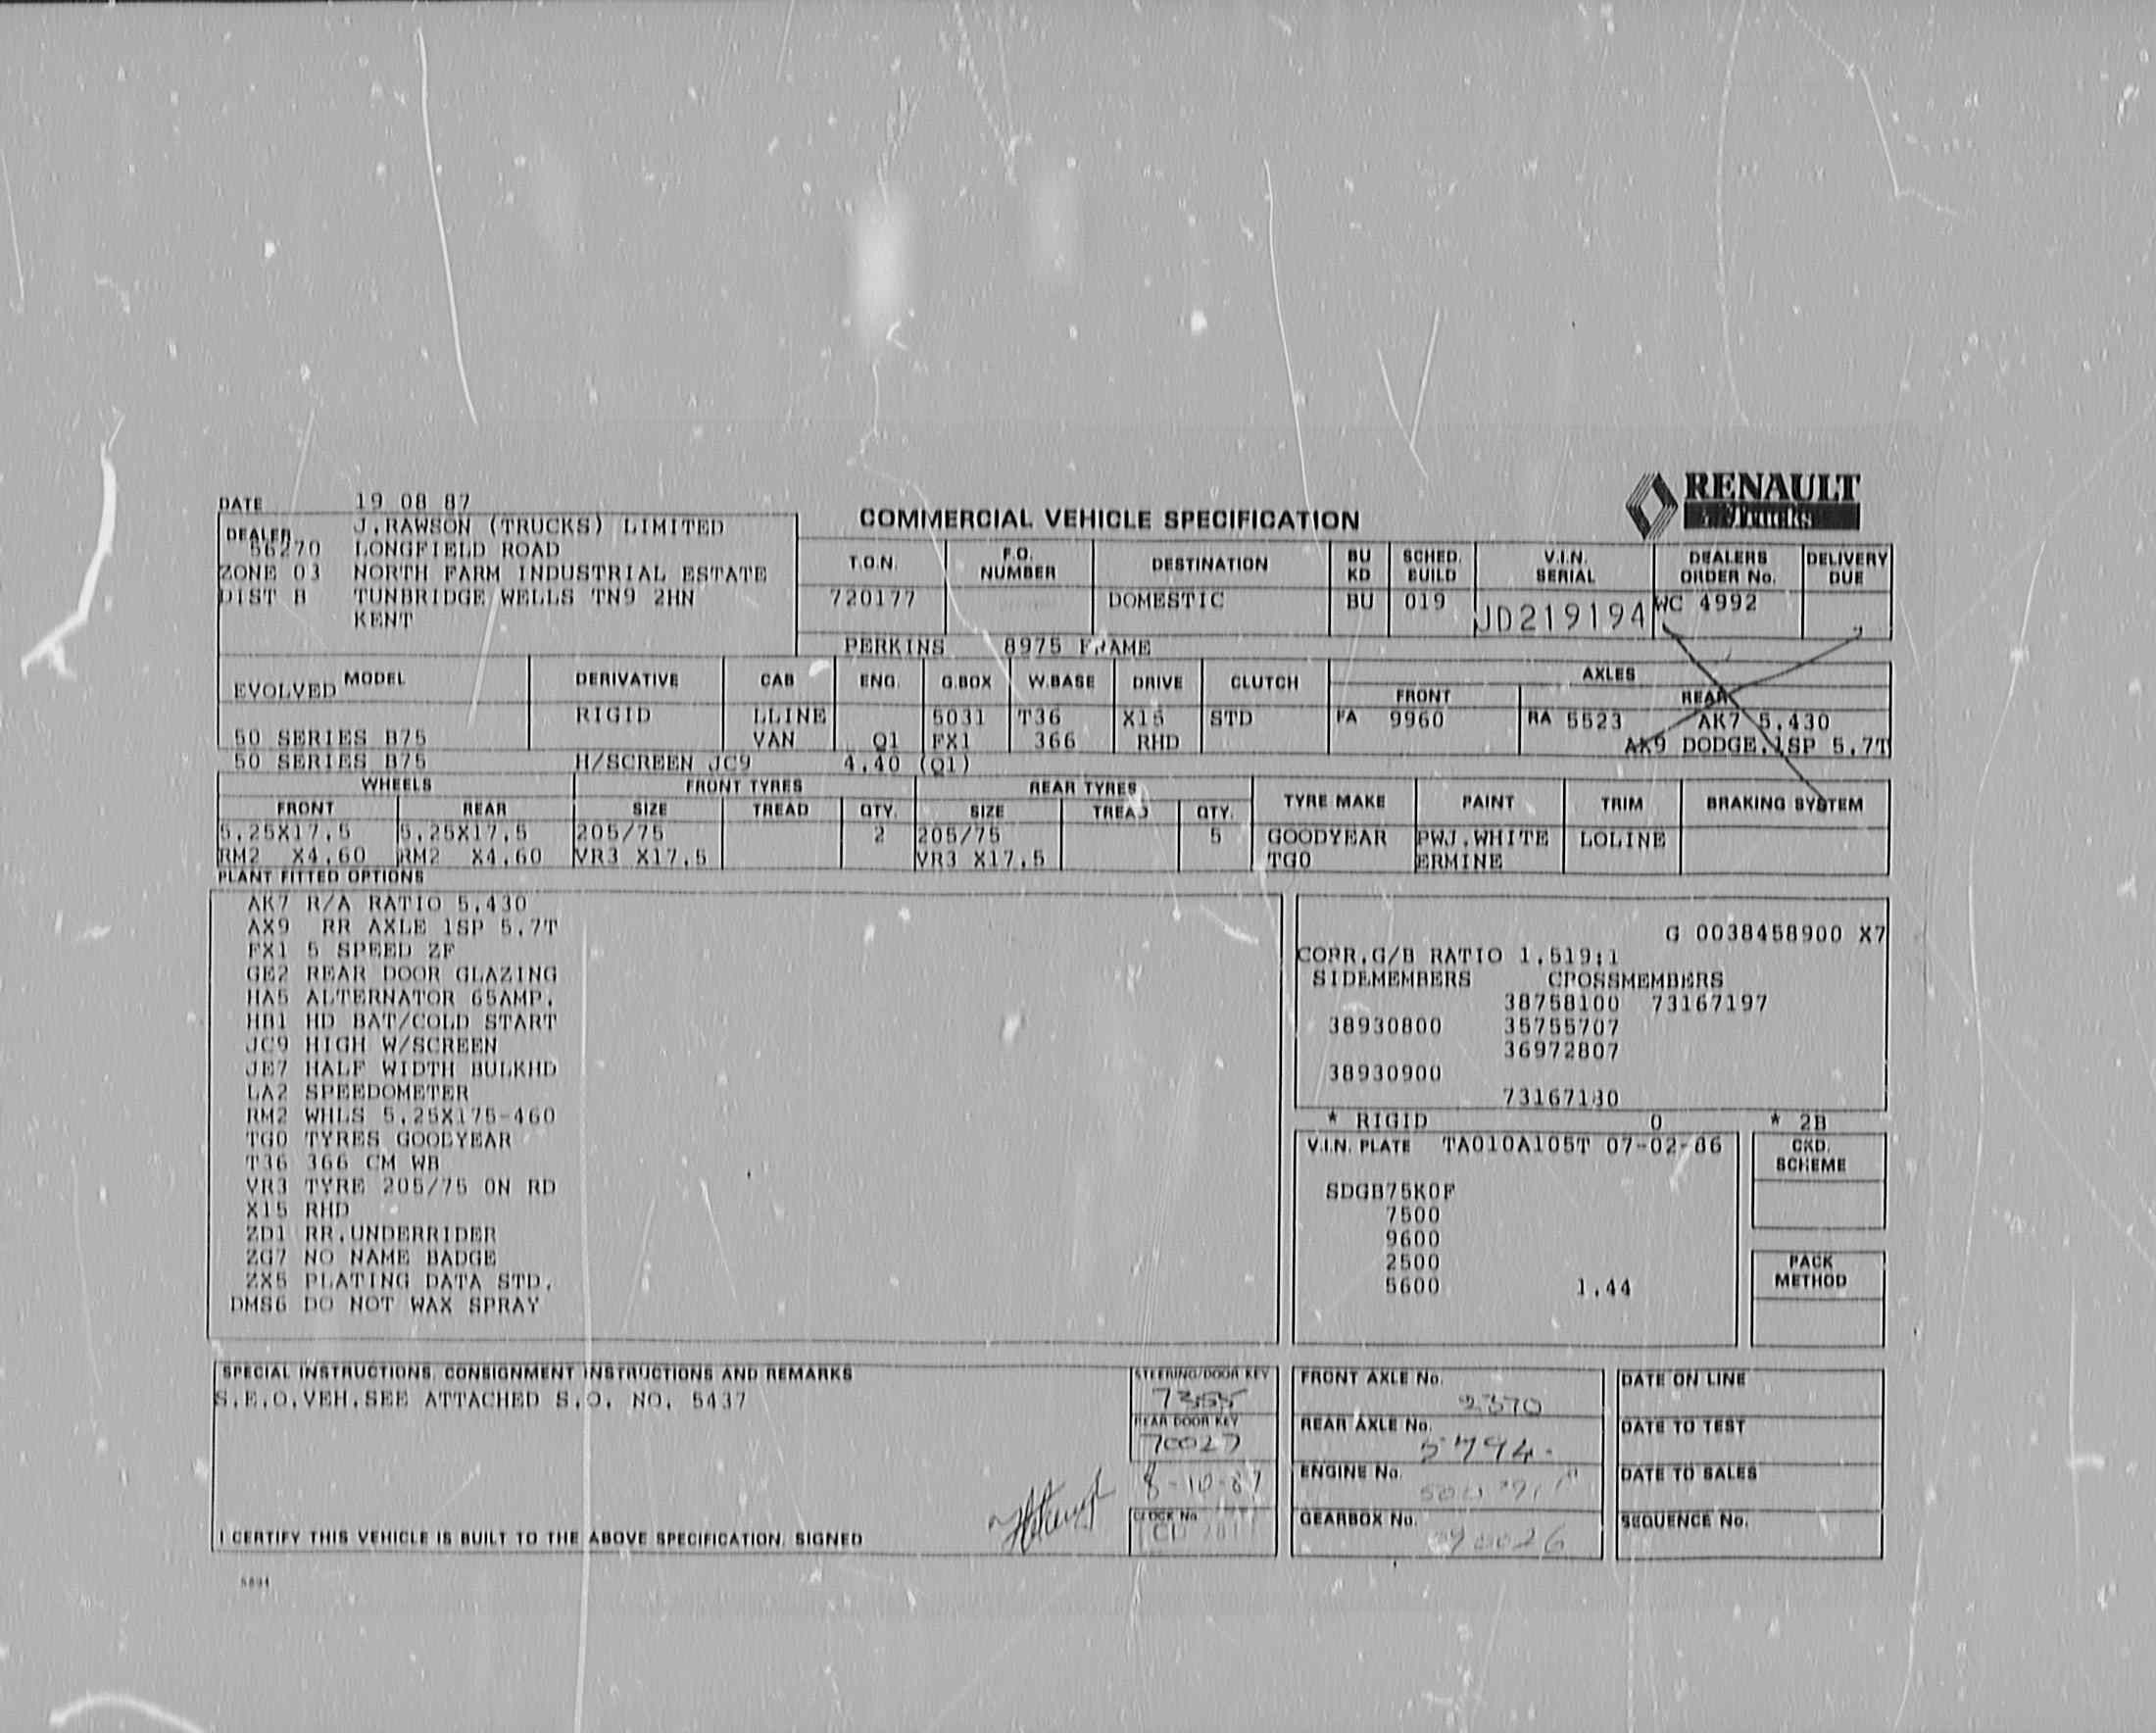 RENAULT
DATE 19 08 87
COMMERCIAL VEHICLE SPECIFICATION
DEALER J.RAWSON (TRUCKS) LIMITED
56270 LONGFIELD ROAD
ZONE 03 NORTH FARM INDUSTRIAL ESTATE
DIST B TUNBRIDGE WELLS TN9 2HN
KENT
T.O.N. F.O. NUMBER DESTINATION BU KD SCHED. BUILD V.I.N. SERIAL DEALERS ORDER No. DELIVERY DUE
720177 DOMESTIC BU 019 JD219194 WC 4992
PERKINS 8975 FRAME
MODEL DERIVATIVE CAB ENG. G.BOX W.BASE DRIVE CLUTCH AXLES
EVOLVED FRONT REAR
RIGID LLINE 5031 T36 X15 STD FA 9960 RA 5523 AK7 5.430
50 SERIES B75 VAN Q1 FX1 366 RHD AX9 DODGE.1SP 5.7T
50 SERIES B75 H/SCREEN JC9 4.40 (Q1)
WHEELS FRONT TYRES REAR TYRES TYRE MAKE PAINT TRIM BRAKING SYSTEM
FRONT REAR SIZE TREAD QTY. SIZE TREAD QTY.
5.25X17.5 5.25X17.5 205/75 2 205/75 5 GOODYEAR PWJ.WHITE LOLINE
RM2 X4.60 RM2 X4.60 VR3 X17.5 VR3 X17.5 TG0 ERMINE
PLANT FITTED OPTIONS
AK7 R/A RATIO 5.430
AX9 RR AXLE 1SP 5.7T
FX1 5 SPEED ZF
GE2 REAR DOOR GLAZING
HA5 ALTERNATOR 65AMP.
HB1 HD BAT/COLD START
JC9 HIGH W/SCREEN
JE7 HALF WIDTH BULKHD
LA2 SPEEDOMETER
RM2 WHLS 5.25X175-460
TG0 TYRES GOODYEAR
T36 366 CM WB
VR3 TYRE 205/75 ON RD
X15 RHD
ZD1 RR.UNDERRIDER
ZG7 NO NAME BADGE
ZX5 PLATING DATA STD.
DMS6 DO NOT WAX SPRAY
G 0038458900 X7
CORR.G/B RATIO 1.519:1
SIDEMEMBERS CROSSMEMBERS
38758100 73167197
38930800 35755707
36972807
38930900
73167130
* RIGID 0 * 2B
V.I.N. PLATE TA010A105T 07-02-86
SDGB75K0F
7500
9600
2500
5600 1.44
CKD. SCHEME
PACK METHOD
SPECIAL INSTRUCTIONS, CONSIGNMENT INSTRUCTIONS AND REMARKS
S.E.O.VEH.SEE ATTACHED S.O. NO. 5437
I CERTIFY THIS VEHICLE IS BUILT TO THE ABOVE SPECIFICATION. SIGNED
STEERING/DOOR KEY
7355
REAR DOOR KEY
70027
8-10-87
CLOCK No
FRONT AXLE No.
2370
REAR AXLE No.
5794.
ENGINE No.
GEARBOX No.
DATE ON LINE
DATE TO TEST
DATE TO SALES
SEQUENCE No.